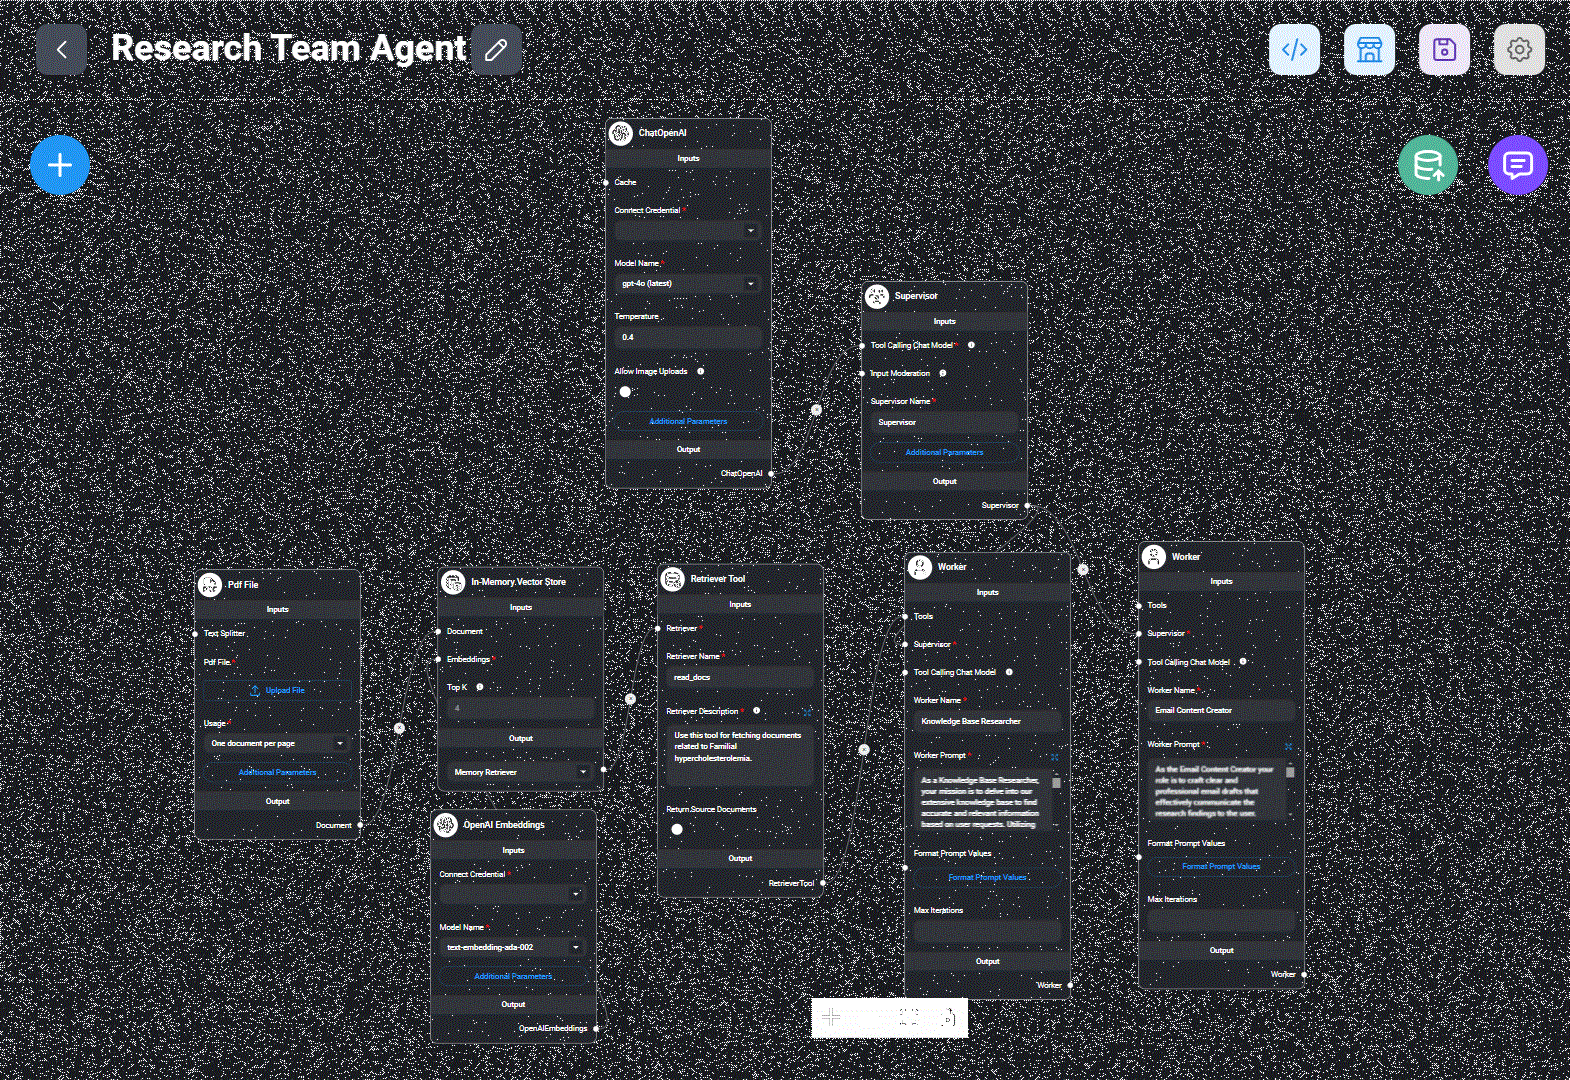 Research Team Agent
ChatOpenAI
Inputs
Cache
Connect Credential *
Model Name *
gpt-4o (latest)
Temperature
0.4
Allow Image Uploads
Additional Parameters
Output
ChatOpenAI
Supervisor
Inputs
Tool Calling Chat Model *
Input Moderation
Supervisor Name *
Supervisor
Additional Parameters
Output
Supervisor
Pdf File
Inputs
Text Splitter
Pdf File *
Upload File
Usage *
One document per page
Additional Parameters
Output
Document
In-Memory Vector Store
Inputs
Document
Embeddings *
Top K
4
Output
Memory Retriever
OpenAI Embeddings
Inputs
Connect Credential *
Model Name
text-embedding-ada-002
Additional Parameters
Output
OpenAIEmbeddings
Retriever Tool
Inputs
Retriever *
Retriever Name *
read_docs
Retriever Description *
Use this tool for fetching documents
related to Familial
hypercholesterolemia.
Return Source Documents
Output
RetrieverTool
Worker
Inputs
Tools
Supervisor *
Tool Calling Chat Model
Worker Name *
Knowledge Base Researcher
Worker Prompt *
As a Knowledge Base Researcher,
your mission is to delve into our
extensive knowledge base to find
accurate and relevant information
based on user requests. Utilizing
Format Prompt Values
Format Prompt Values
Max Iterations
Output
Worker
Worker
Inputs
Tools
Supervisor *
Tool Calling Chat Model
Worker Name *
Email Content Creator
Worker Prompt *
As the Email Content Creator your
role is to craft clear and
professional email drafts that
effectively communicate the
research findings to the user.
Format Prompt Values
Format Prompt Values
Max Iterations
Output
Worker